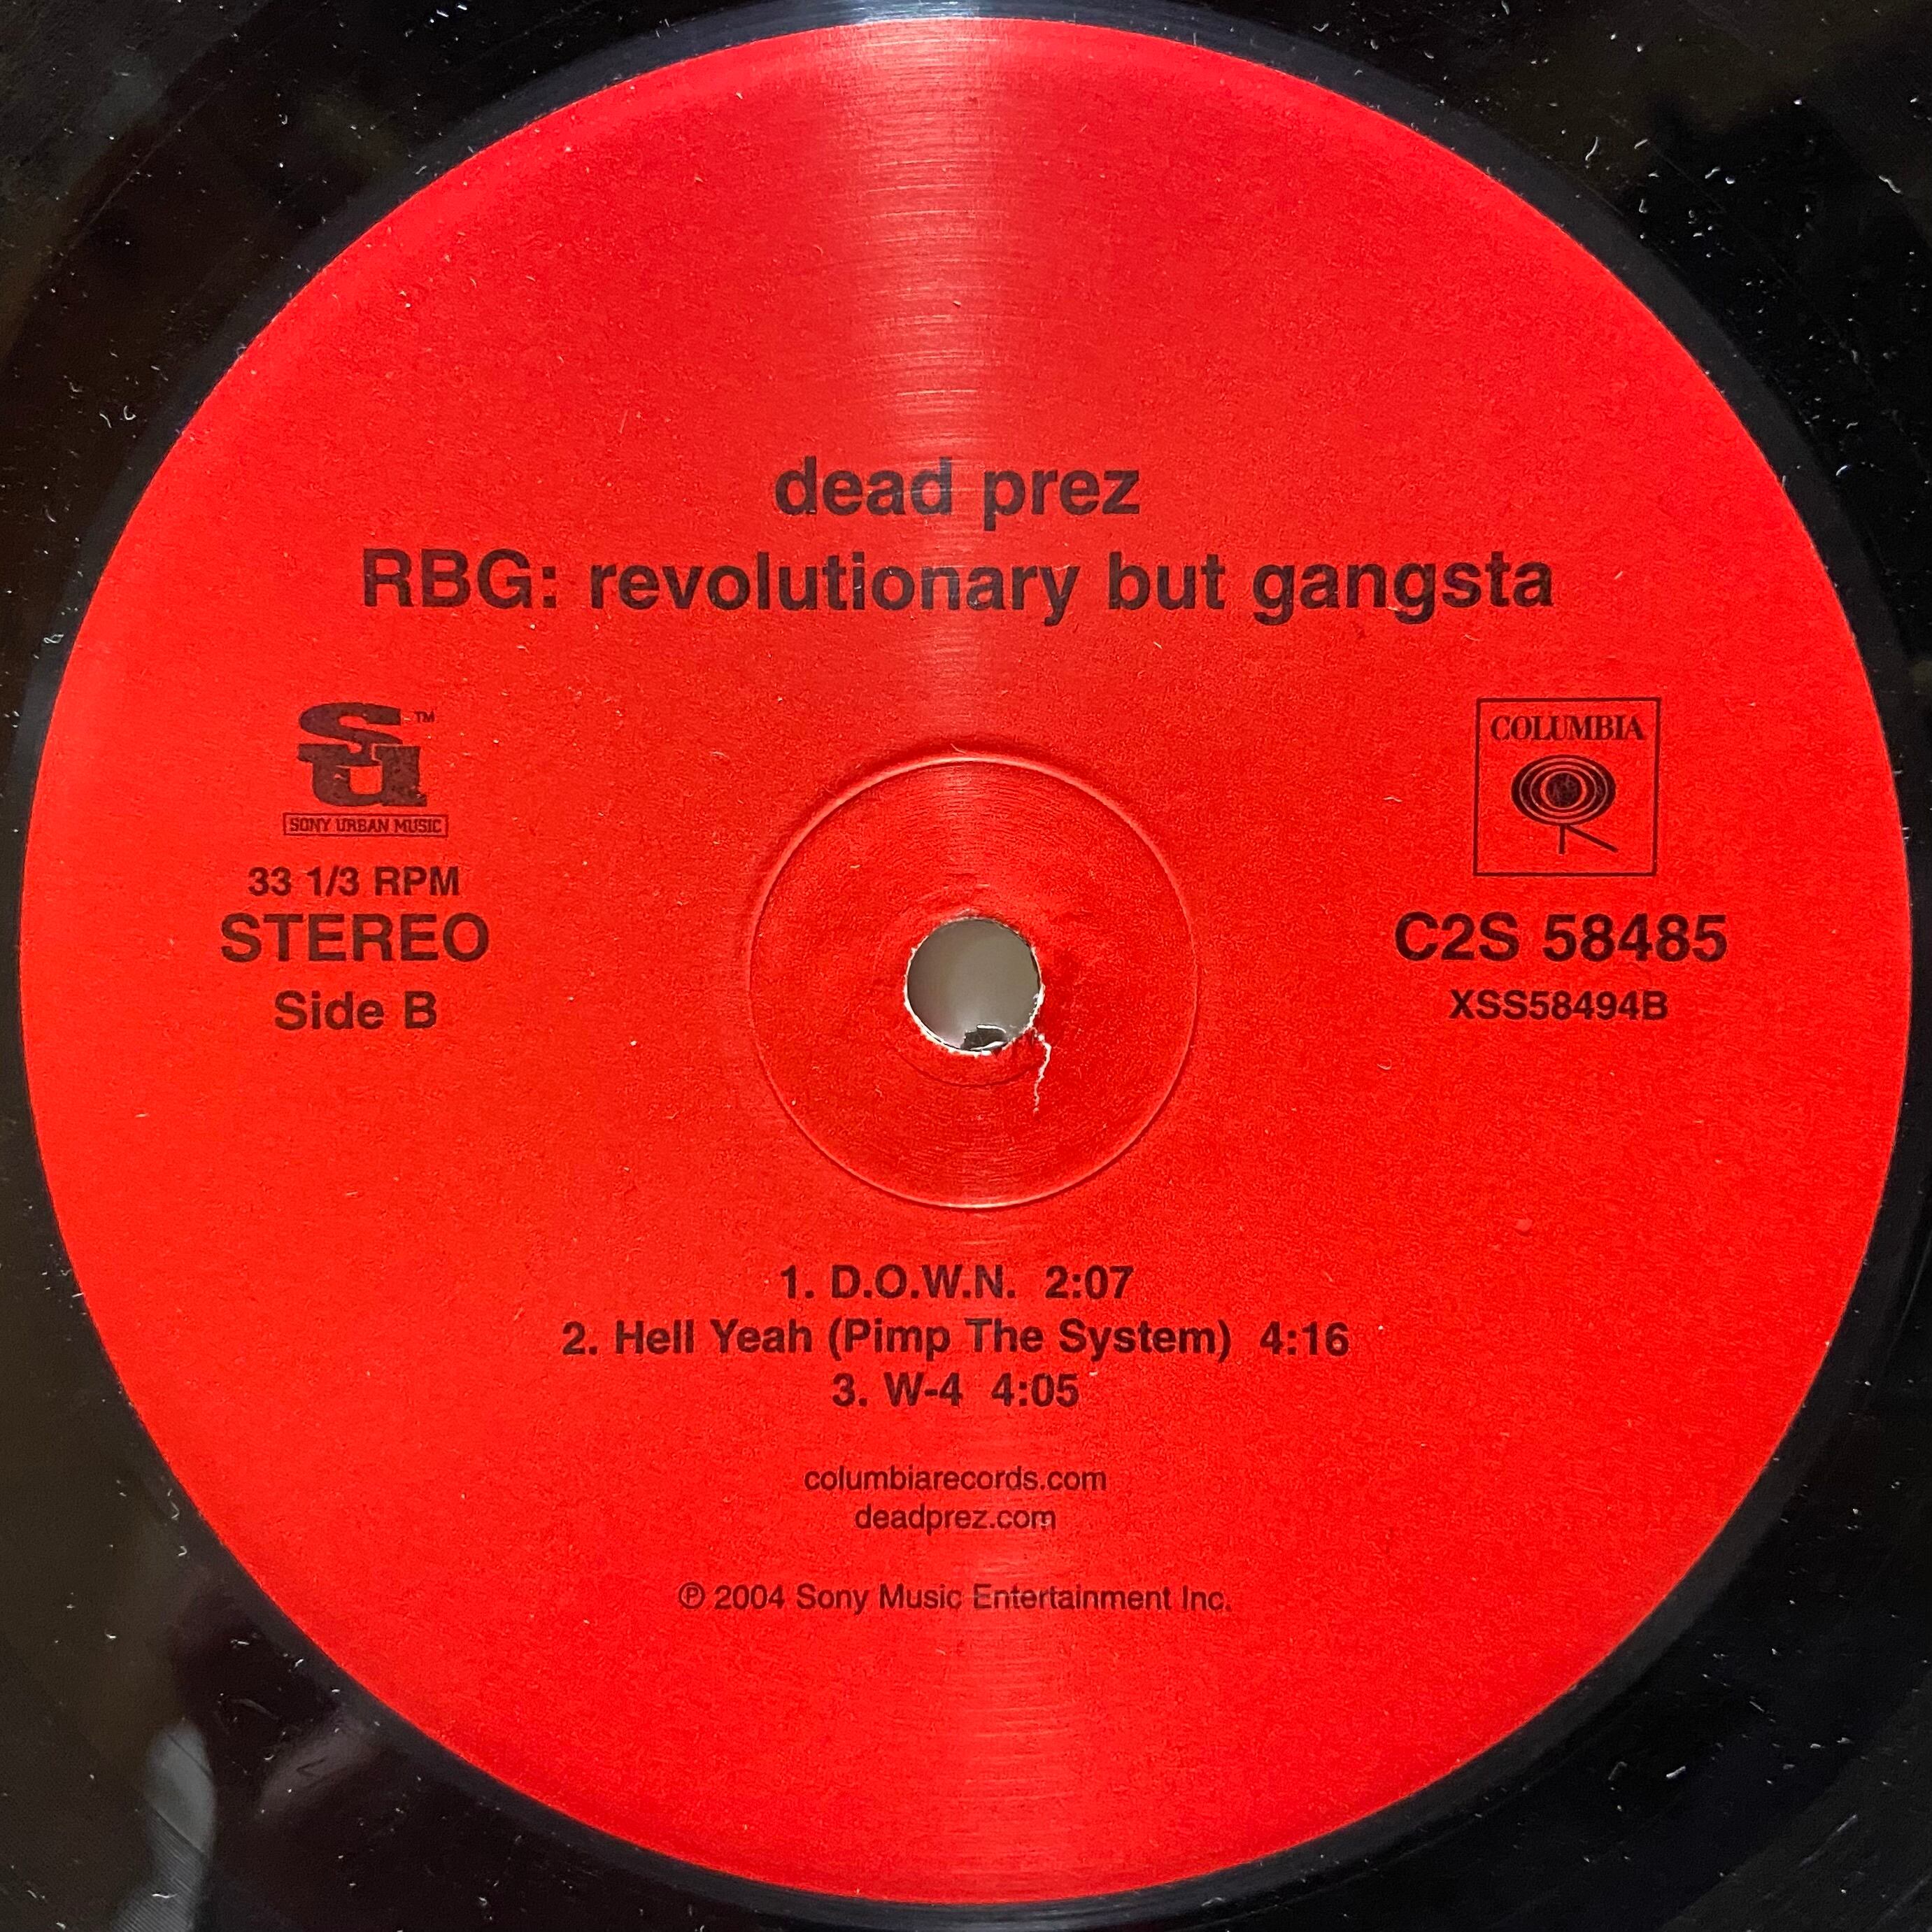 dead prez
RBG: revolutionary but gangsta
SU™
SONY URBAN MUSIC
33 1/3 RPM
STEREO
Side B
COLUMBIA
C2S 58485
XSS58494B
1. D.O.W.N. 2:07
2. Hell Yeah (Pimp The System) 4:16
3. W-4 4:05
columbiarecords.com
deadprez.com
℗ 2004 Sony Music Entertainment Inc.